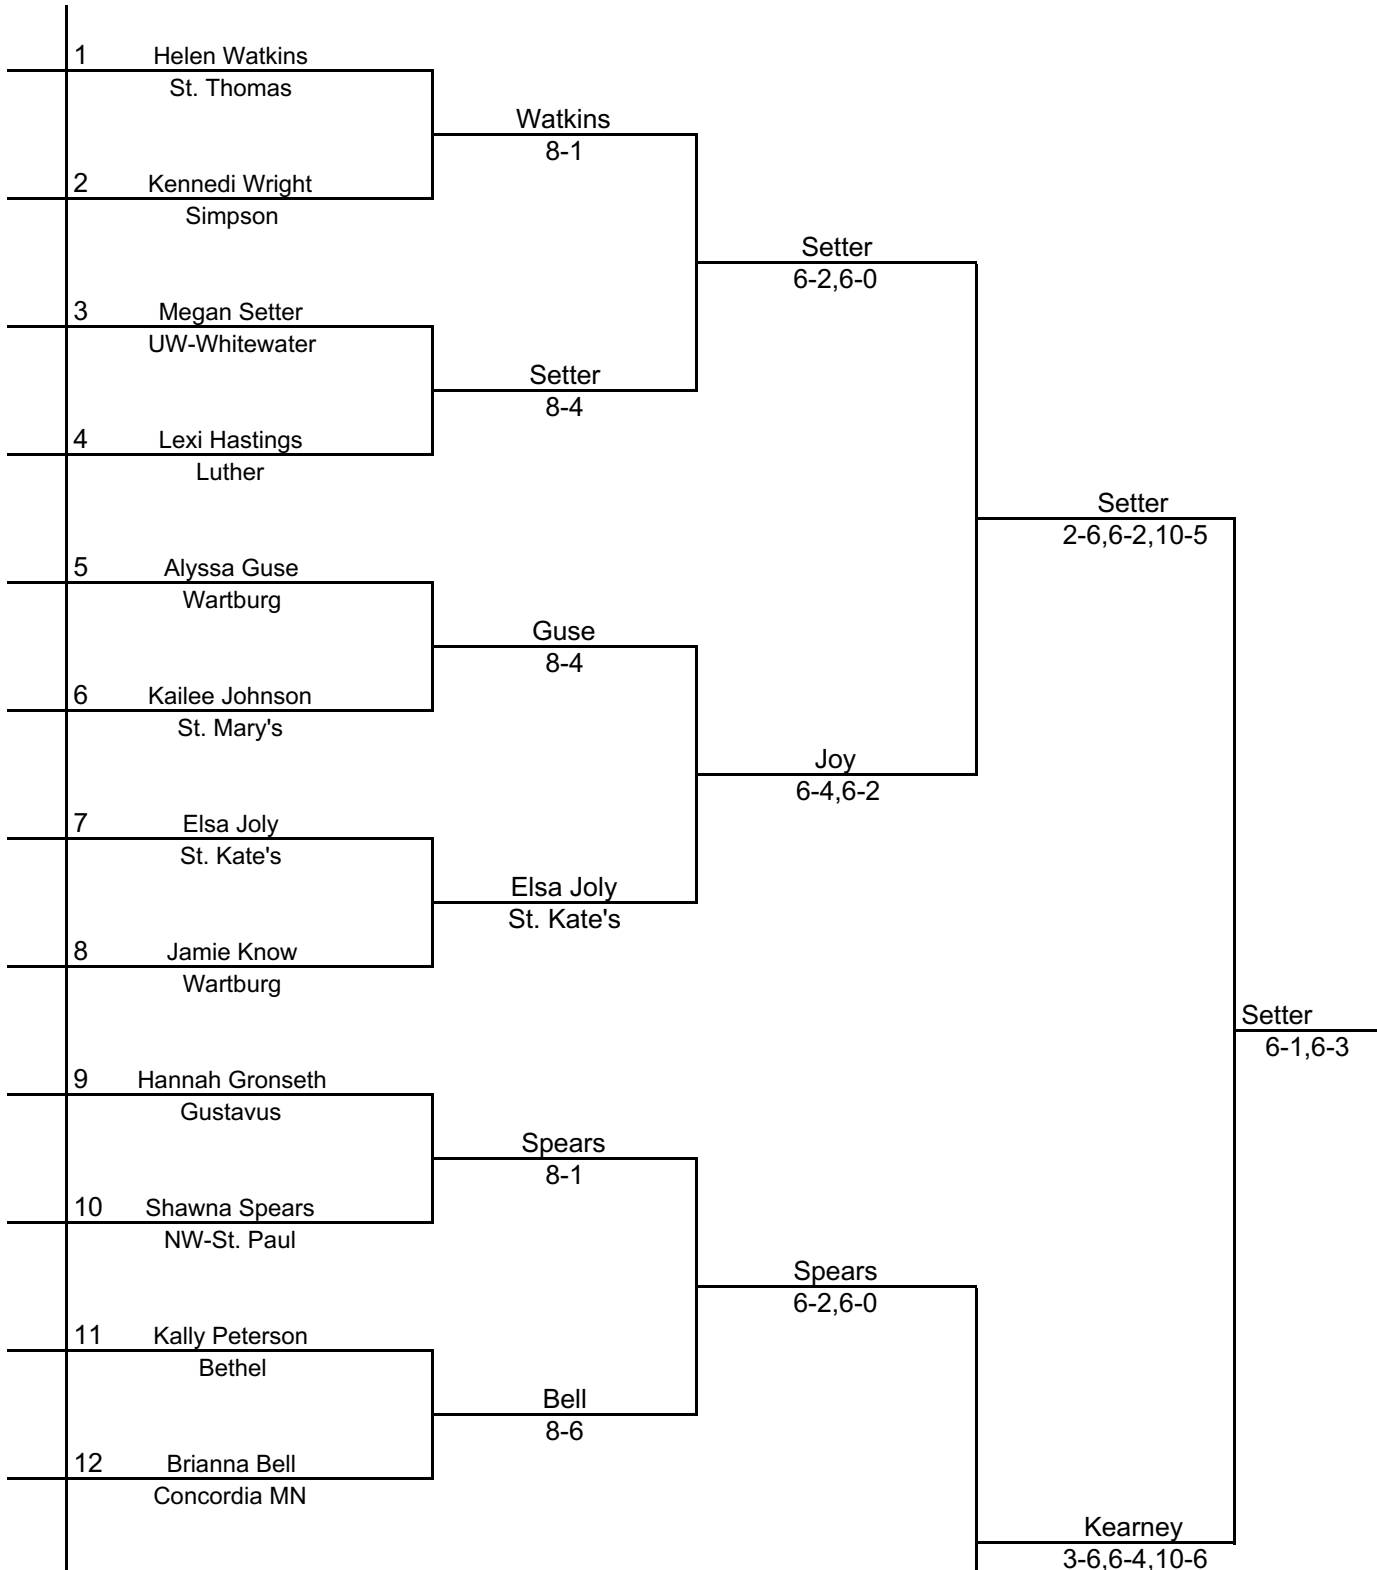 1 Helen Watkins
St. Thomas
Watkins
8-1
2 Kennedi Wright
Simpson
Setter
6-2,6-0
3 Megan Setter
UW-Whitewater
Setter
8-4
4 Lexi Hastings
Luther
Setter
2-6,6-2,10-5
5 Alyssa Guse
Wartburg
Guse
8-4
6 Kailee Johnson
St. Mary's
Joy
6-4,6-2
7 Elsa Joly
St. Kate's
Elsa Joly
St. Kate's
8 Jamie Know
Wartburg
Setter
6-1,6-3
9 Hannah Gronseth
Gustavus
Spears
8-1
10 Shawna Spears
NW-St. Paul
Spears
6-2,6-0
11 Kally Peterson
Bethel
Bell
8-6
12 Brianna Bell
Concordia MN
Kearney
3-6,6-4,10-6